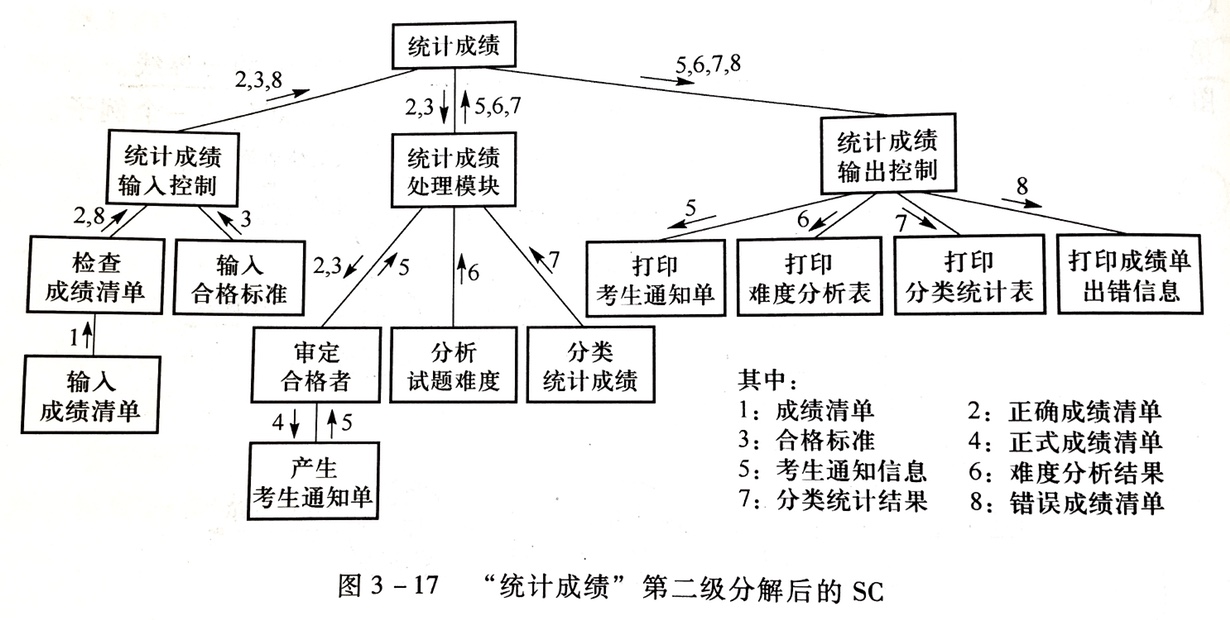 统计成绩
2,3,8
2,3
5,6,7
5,6,7,8
统计成绩
输入控制
统计成绩
处理模块
统计成绩
输出控制
2,8
3
5
6
7
8
检查
成绩清单
输入
合格标准
打印
考生通知单
打印
难度分析表
打印
分类统计表
打印成绩单
出错信息
2,3
5
6
7
1
输入
成绩清单
审定
合格者
分析
试题难度
分类
统计成绩
4
5
产生
考生通知单
其中：
1：成绩清单 2：正确成绩清单
3：合格标准 4：正式成绩清单
5：考生通知信息 6：难度分析结果
7：分类统计结果 8：错误成绩清单
图 3－17 “统计成绩”第二级分解后的 SC